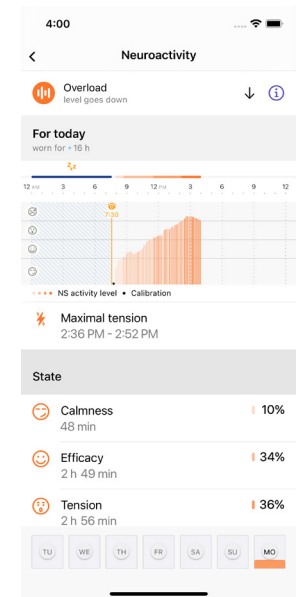 4:00
Neuroactivity
Overload
level goes down
For today
worn for ≈16 h
12 AM 3 6 9 12 PM 3 6 9 12
7:30
NS activity level • Calibration
Maximal tension
2:36 PM – 2:52 PM
State
Calmness 10%
48 min
Efficacy 34%
2 h 49 min
Tension 36%
2 h 56 min
TU WE TH FR SA SU MO